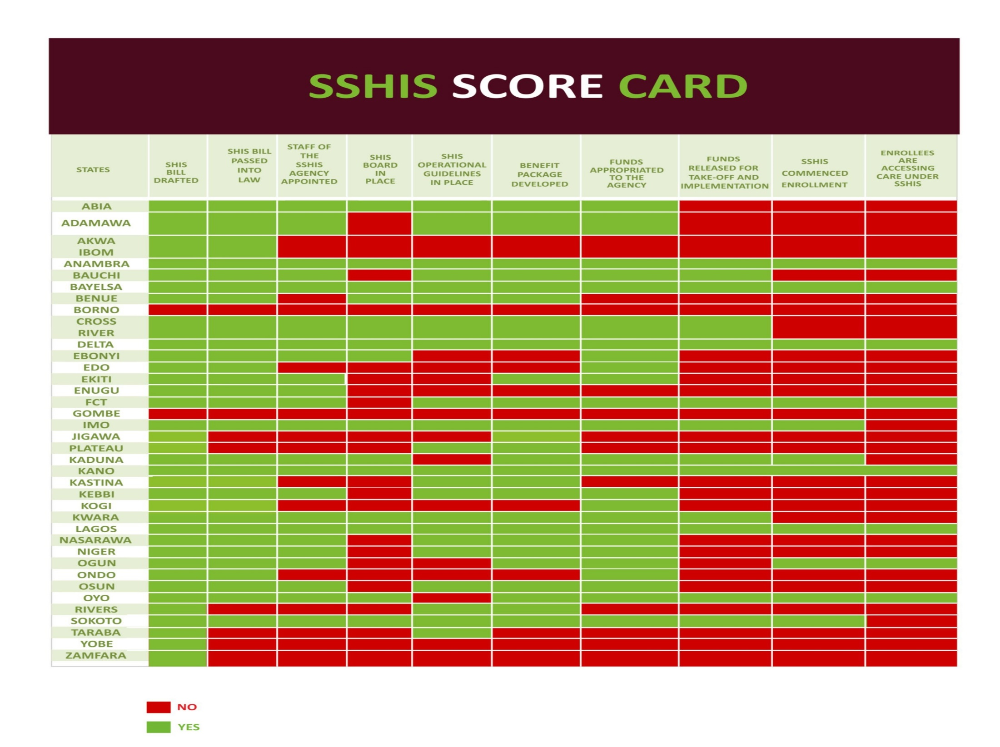 SSHIS SCORE CARD
STATES
SHIS
BILL
DRAFTED
SHIS BILL
PASSED
INTO
LAW
STAFF OF
THE
SSHIS
AGENCY
APPOINTED
SHIS
BOARD
IN
PLACE
SHIS
OPERATIONAL
GUIDELINES
IN PLACE
BENEFIT
PACKAGE
DEVELOPED
FUNDS
APPROPRIATED
TO THE
AGENCY
FUNDS
RELEASED FOR
TAKE-OFF AND
IMPLEMENTATION
SSHIS
COMMENCED
ENROLLMENT
ENROLLEES
ARE
ACCESSING
CARE UNDER
SSHIS
ABIA
ADAMAWA
AKWA
IBOM
ANAMBRA
BAUCHI
BAYELSA
BENUE
BORNO
CROSS
RIVER
DELTA
EBONYI
EDO
EKITI
ENUGU
FCT
GOMBE
IMO
JIGAWA
PLATEAU
KADUNA
KANO
KASTINA
KEBBI
KOGI
KWARA
LAGOS
NASARAWA
NIGER
OGUN
ONDO
OSUN
OYO
RIVERS
SOKOTO
TARABA
YOBE
ZAMFARA
NO
YES